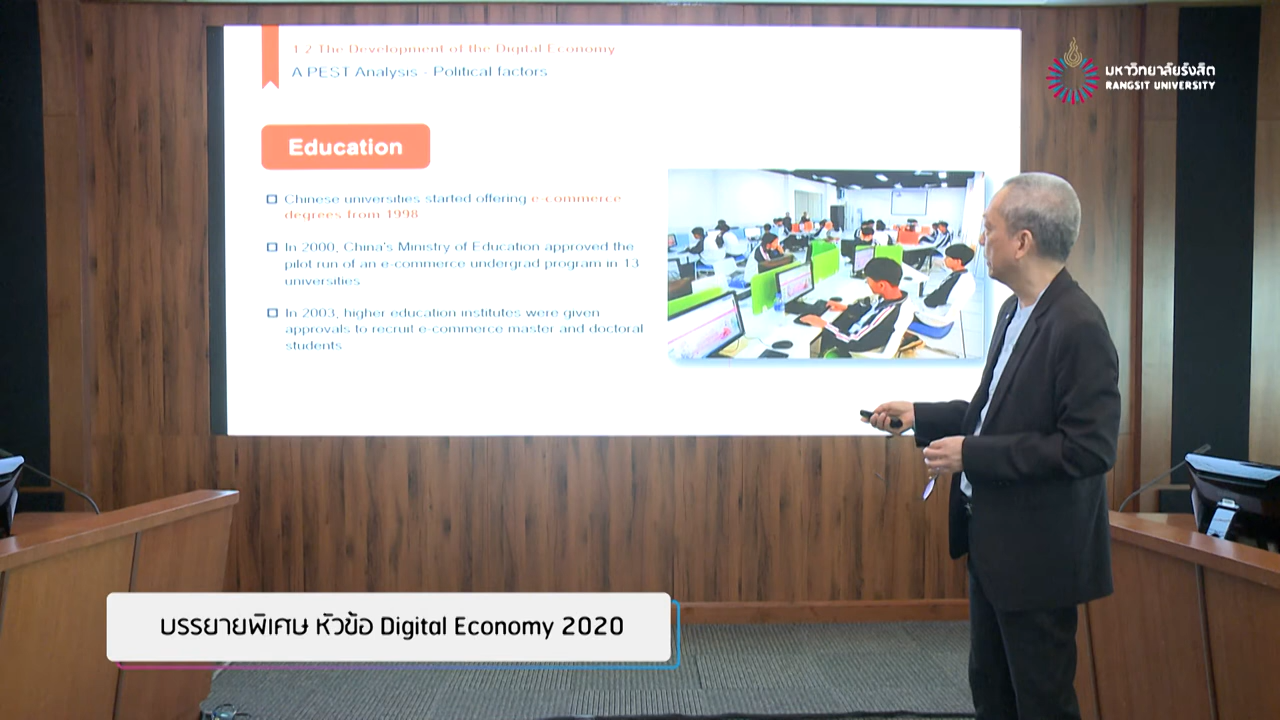 1.2 The Development of the Digital Economy
A PEST Analysis - Political factors
มหาวิทยาลัยรังสิต
RANGSIT UNIVERSITY
Education
Chinese universities started offering e-commerce
degrees from 1998
In 2000, China's Ministry of Education approved the
pilot run of an e-commerce undergrad program in 13
universities
In 2003, higher education institutes were given
approvals to recruit e-commerce master and doctoral
students
บรรยายพิเศษ หัวข้อ Digital Economy 2020